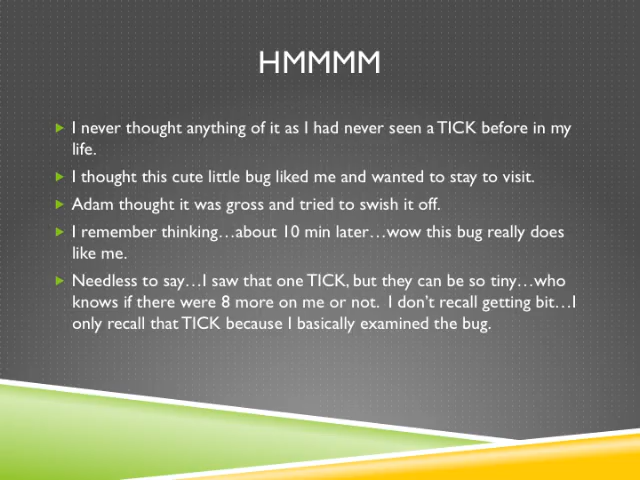 HMMMM
I never thought anything of it as I had never seen a TICK before in my
life.
I thought this cute little bug liked me and wanted to stay to visit.
Adam thought it was gross and tried to swish it off.
I remember thinking…about 10 min later…wow this bug really does
like me.
Needless to say…I saw that one TICK, but they can be so tiny…who
knows if there were 8 more on me or not.  I don't recall getting bit…I
only recall that TICK because I basically examined the bug.